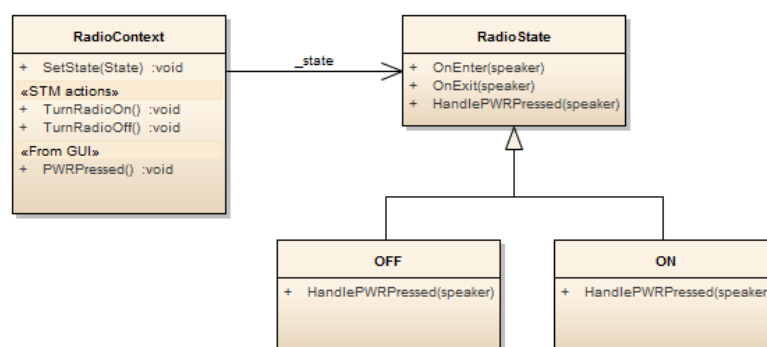 RadioContext
+ SetState(State) :void
«STM actions»
+ TurnRadioOn() :void
+ TurnRadioOff() :void
«From GUI»
+ PWRPressed() :void
_state
RadioState
+ OnEnter(speaker)
+ OnExit(speaker)
+ HandlePWRPressed(speaker)
OFF
+ HandlePWRPressed(speaker)
ON
+ HandlePWRPressed(speaker